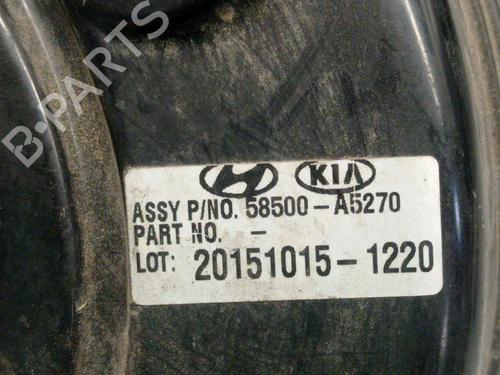 B-PARTS
KIA
ASSY P/NO. 58500-A5270
PART NO. -
LOT: 20151015-1220